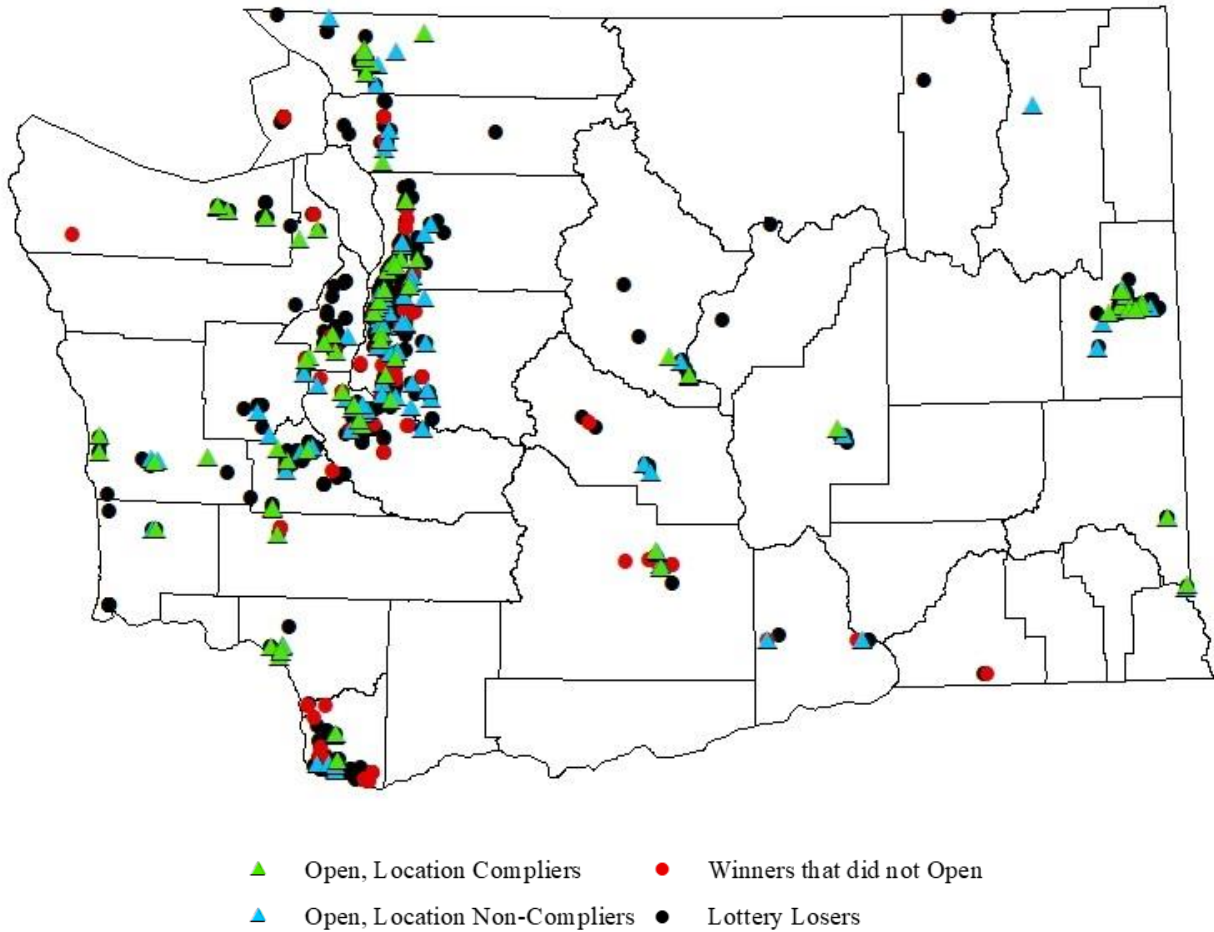 Open, Location Compliers
Winners that did not Open
Open, Location Non-Compliers
Lottery Losers